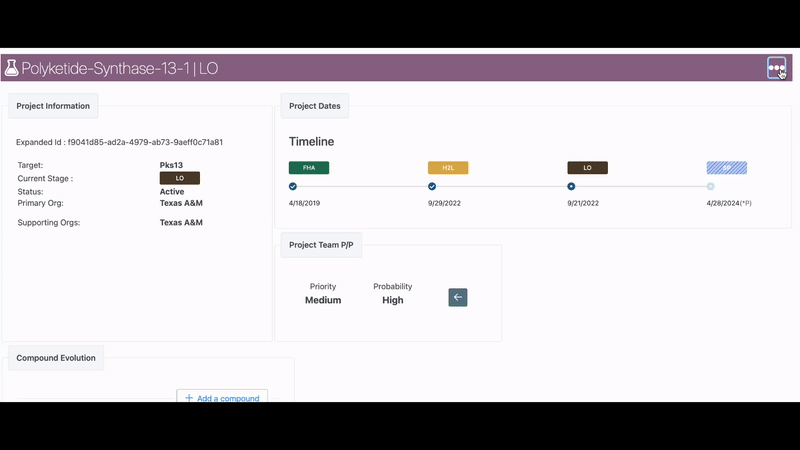 Polyketide-Synthase-13-1 | LO
Project Information
Expanded Id : f9041d85-ad2a-4979-ab73-9aeff0c71a81
Target: Pks13
Current Stage : LO
Status: Active
Primary Org: Texas A&M
Supporting Orgs: Texas A&M
Project Dates
Timeline
FHA H2L LO SP
4/18/2019 9/29/2022 9/21/2022 4/28/2024(*P)
Project Team P/P
Priority Probability
Medium High
Compound Evolution
Add a compound